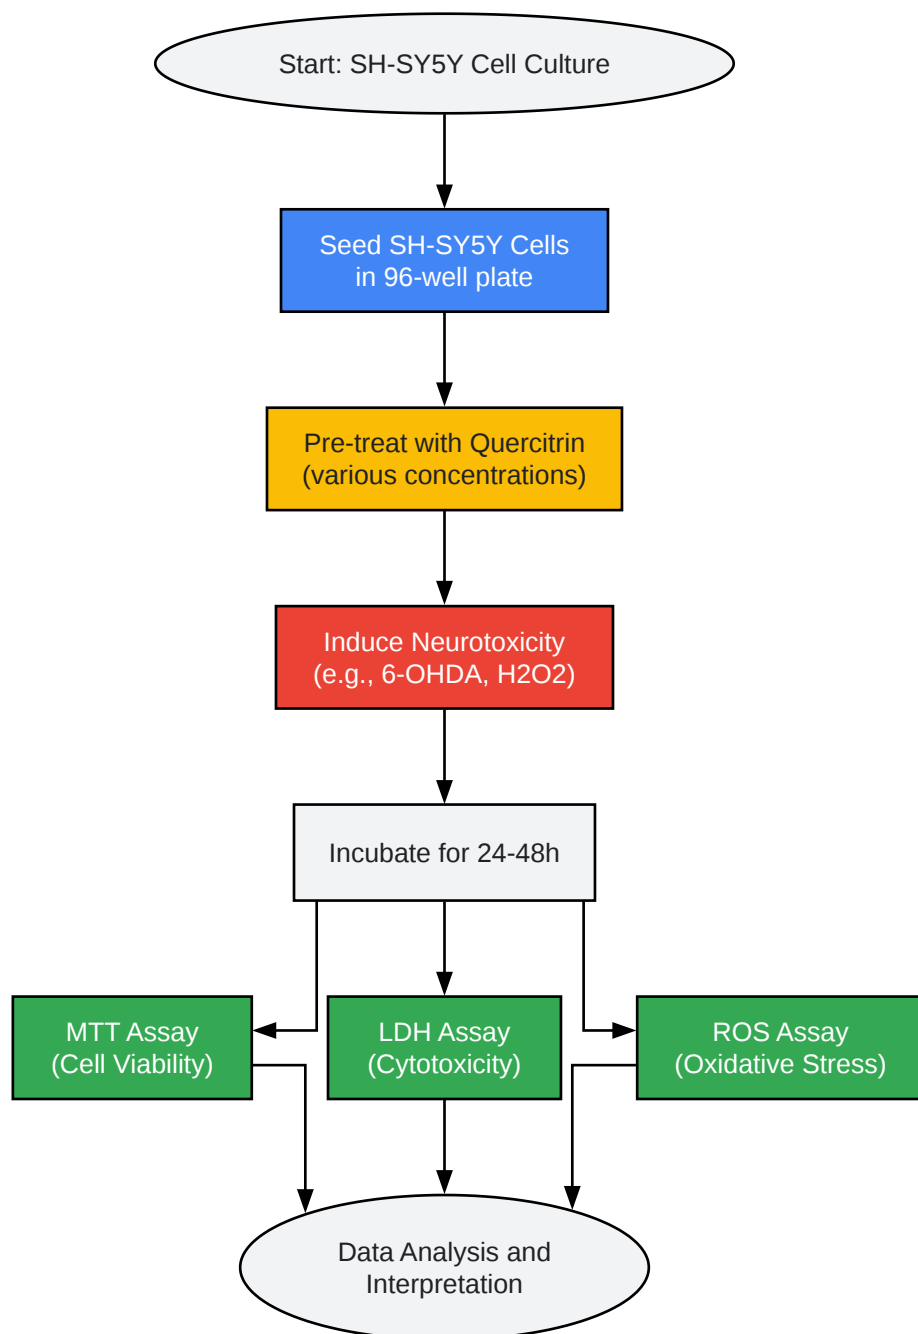 Start: SH-SY5Y Cell Culture
Seed SH-SY5Y Cells
in 96-well plate
Pre-treat with Quercitrin
(various concentrations)
Induce Neurotoxicity
(e.g., 6-OHDA, H2O2)
Incubate for 24-48h
MTT Assay
(Cell Viability)
LDH Assay
(Cytotoxicity)
ROS Assay
(Oxidative Stress)
Data Analysis and
Interpretation